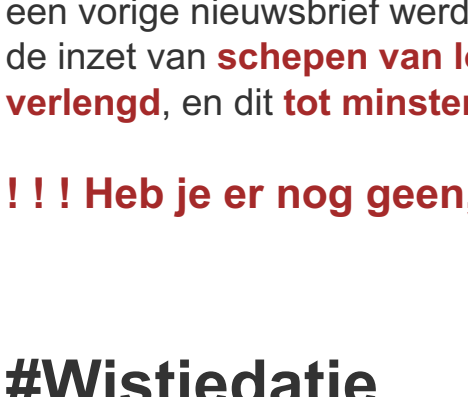 een vorige nieuwsbrief werd
de inzet van schepen van
verlengd, en dit tot
! ! ! Heb je er nog geen,
#Wistjedatje